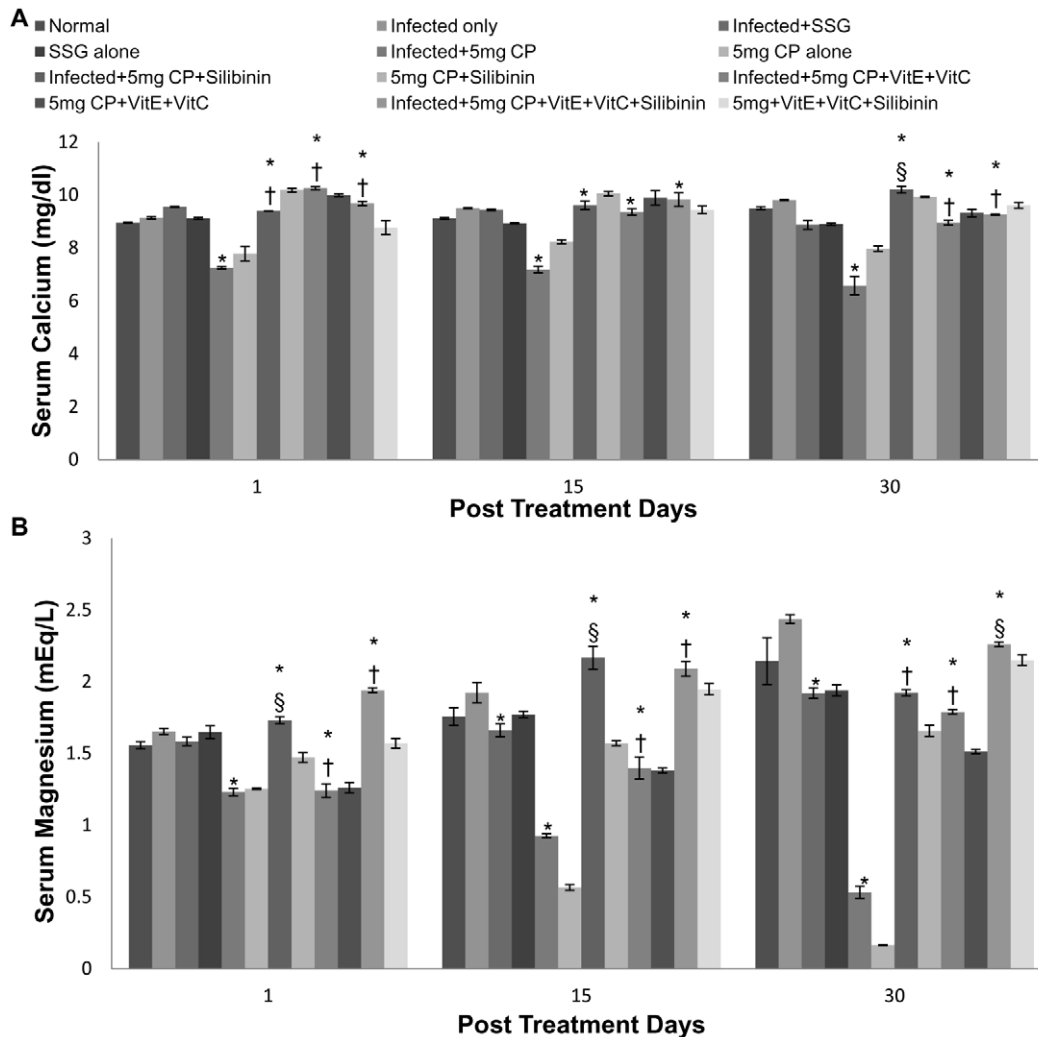 A
Normal Infected only Infected+SSG
SSG alone Infected+5mg CP 5mg CP alone
Infected+5mg CP+Silibinin 5mg CP+Silibinin Infected+5mg CP+VitE+VitC
5mg CP+VitE+VitC Infected+5mg CP+VitE+VitC+Silibinin 5mg+VitE+VitC+Silibinin
Serum Calcium (mg/dl)
12
10
8
6
4
2
0
* * * * * *
† † † § † †
* * * * * *
1 15 30
Post Treatment Days
B
Serum Magnesium (mEq/L)
3
2.5
2
1.5
1
0.5
0
* * * * * * * * *
§ † † § † † † † §
* * * * *
1 15 30
Post Treatment Days